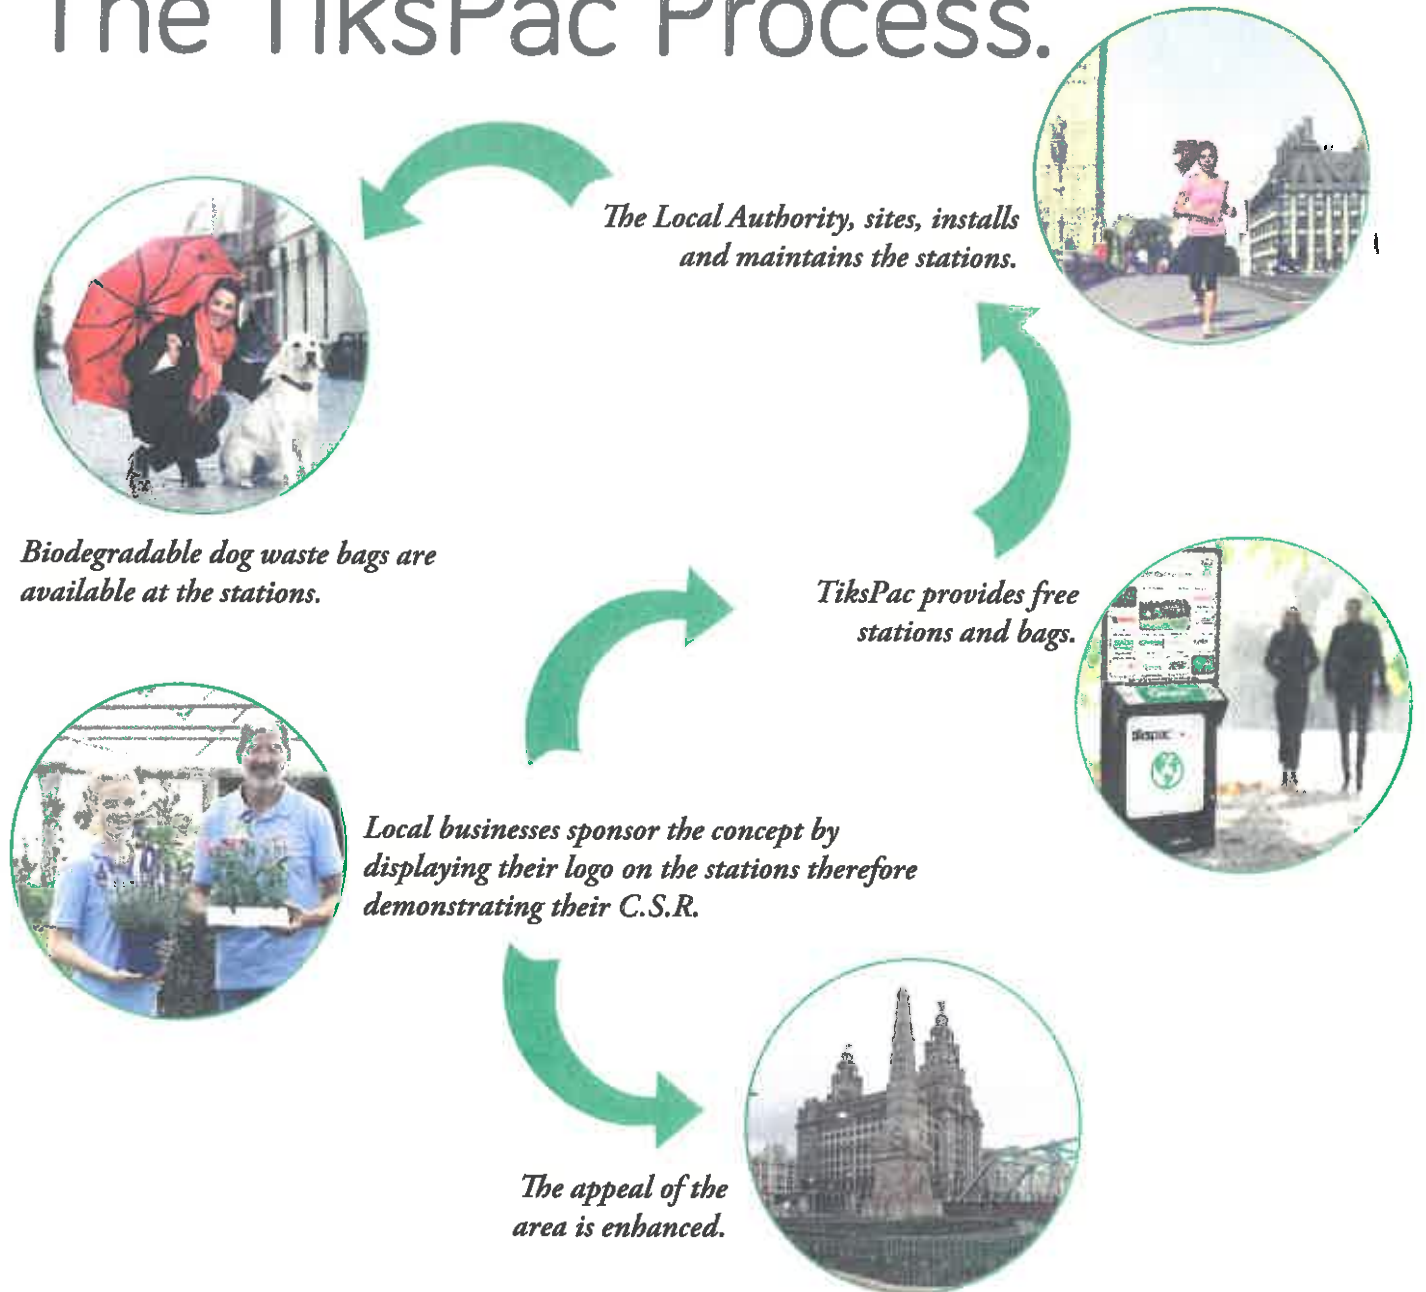 The TiksPac Process.
The Local Authority, sites, installs
and maintains the stations.
Biodegradable dog waste bags are
available at the stations.
TiksPac provides free
stations and bags.
tikspac
Local businesses sponsor the concept by
displaying their logo on the stations therefore
demonstrating their C.S.R.
The appeal of the
area is enhanced.